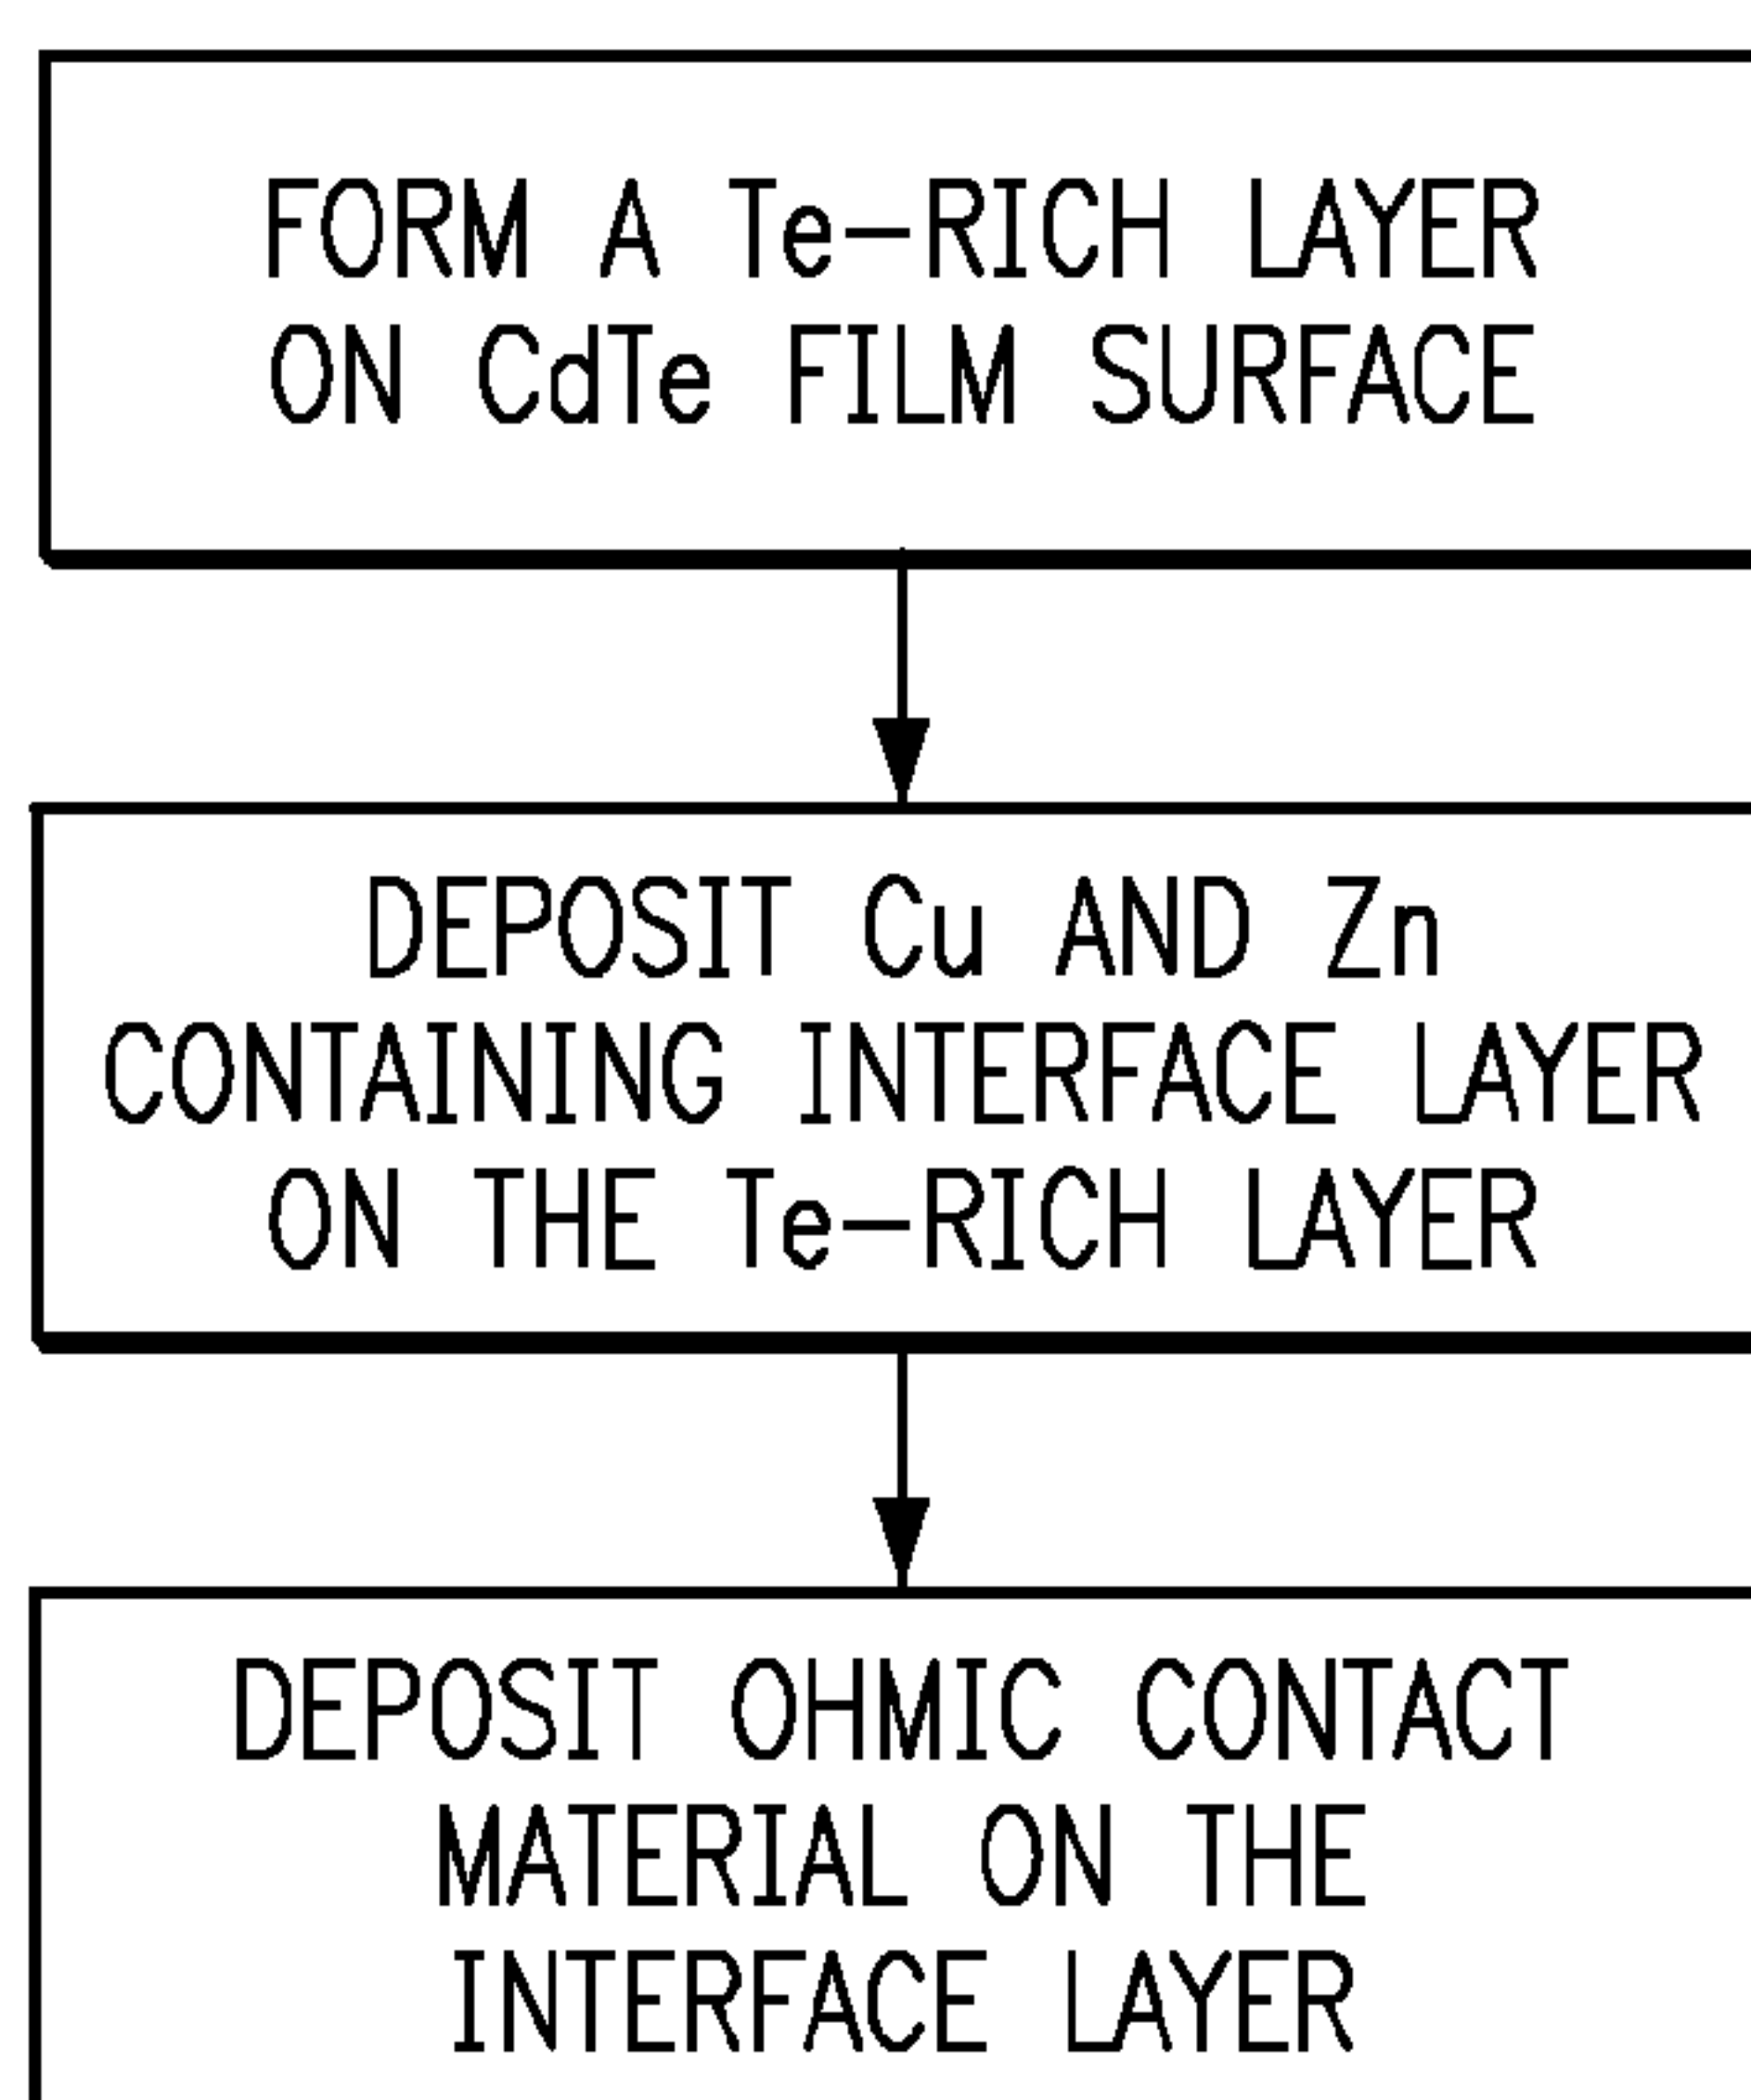 FORM A Te-RICH LAYER
ON CdTe FILM SURFACE
DEPOSIT Cu AND Zn
CONTAINING INTERFACE LAYER
ON THE Te-RICH LAYER
DEPOSIT OHMIC CONTACT
MATERIAL ON THE
INTERFACE LAYER